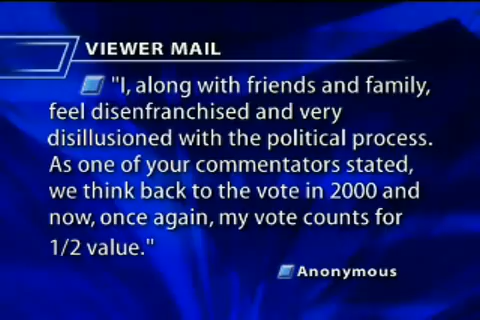 VIEWER MAIL
"I, along with friends and family,
feel disenfranchised and very
disillusioned with the political process.
As one of your commentators stated,
we think back to the vote in 2000 and
now, once again, my vote counts for
1/2 value."
Anonymous